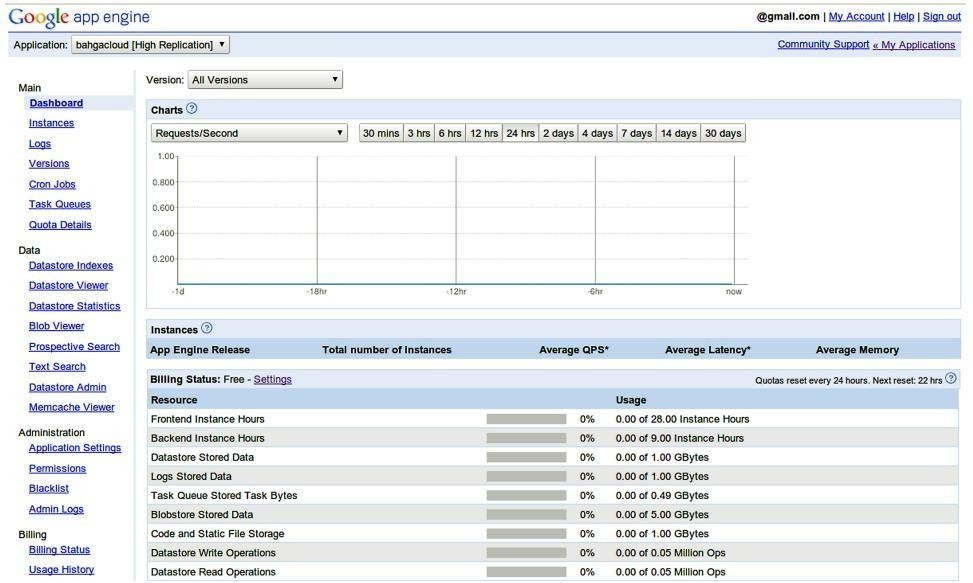 Google app engine
@gmail.com | My Account | Help | Sign out
Application: bahgacloud [High Replication]
Community Support « My Applications
Main
Dashboard
Instances
Logs
Versions
Cron Jobs
Task Queues
Quota Details
Data
Datastore Indexes
Datastore Viewer
Datastore Statistics
Blob Viewer
Prospective Search
Text Search
Datastore Admin
Memcache Viewer
Administration
Application Settings
Permissions
Blacklist
Admin Logs
Billing
Billing Status
Usage History
Version: All Versions
Charts ?
Requests/Second 30 mins 3 hrs 6 hrs 12 hrs 24 hrs 2 days 4 days 7 days 14 days 30 days
1.00
0.800
0.600
0.400
0.200
-1d -18hr -12hr -6hr now
Instances ?
App Engine Release Total number of Instances Average QPS* Average Latency* Average Memory
Billing Status: Free - Settings Quotas reset every 24 hours. Next reset: 22 hrs ?
Resource Usage
Frontend Instance Hours 0% 0.00 of 28.00 Instance Hours
Backend Instance Hours 0% 0.00 of 9.00 Instance Hours
Datastore Stored Data 0% 0.00 of 1.00 GBytes
Logs Stored Data 0% 0.00 of 1.00 GBytes
Task Queue Stored Task Bytes 0% 0.00 of 0.49 GBytes
Blobstore Stored Data 0% 0.00 of 5.00 GBytes
Code and Static File Storage 0% 0.00 of 1.00 GBytes
Datastore Write Operations 0% 0.00 of 0.05 Million Ops
Datastore Read Operations 0% 0.00 of 0.05 Million Ops